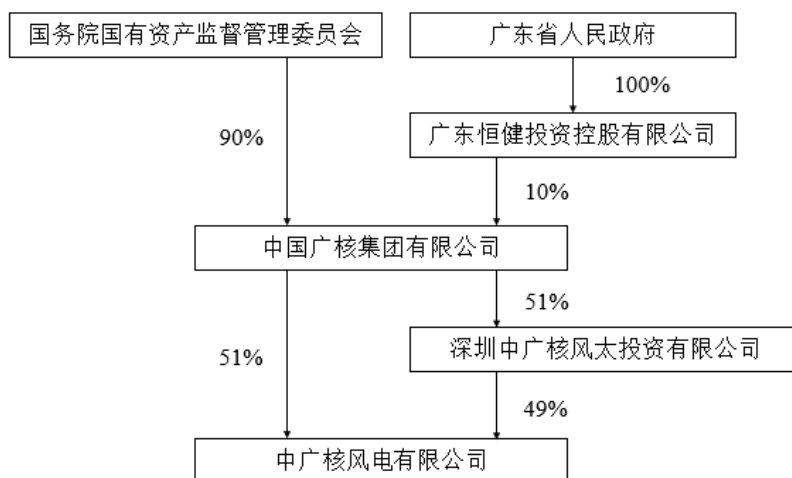 国务院国有资产监督管理委员会
广东省人民政府
100%
90%
广东恒健投资控股有限公司
10%
中国广核集团有限公司
51%
51%
深圳中广核风太投资有限公司
49%
中广核风电有限公司